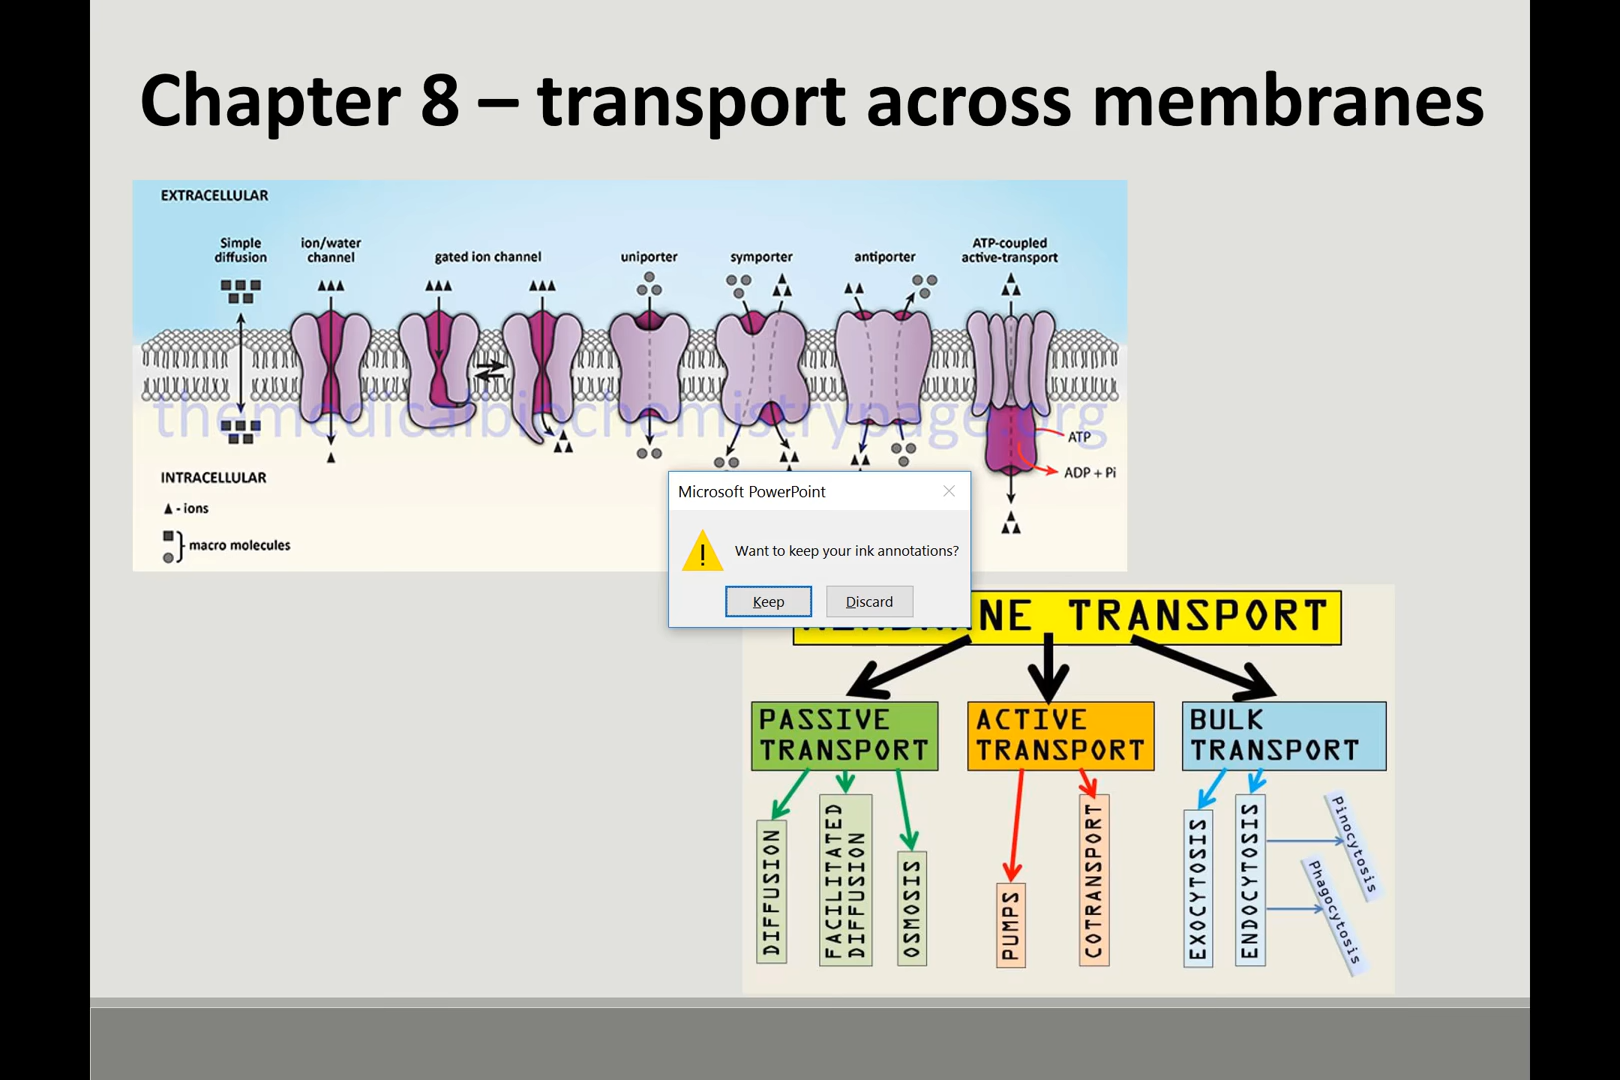 Chapter 8 – transport across membranes
EXTRACELLULAR
Simple
diffusion
ion/water
channel
gated ion channel
uniporter
symporter
antiporter
ATP-coupled
active-transport
themedicalbiochemistrypage.org
ATP
ADP + Pi
INTRACELLULAR
- ions
macro molecules
Microsoft PowerPoint
Want to keep your ink annotations?
Keep
Discard
TRANSPORT
PASSIVE
TRANSPORT
ACTIVE
TRANSPORT
BULK
TRANSPORT
DIFFUSION
FACILITATED
DIFFUSION
OSMOSIS
PUMPS
COTRANSPORT
EXOCYTOSIS
ENDOCYTOSIS
Pinocytosis
Phagocytosis